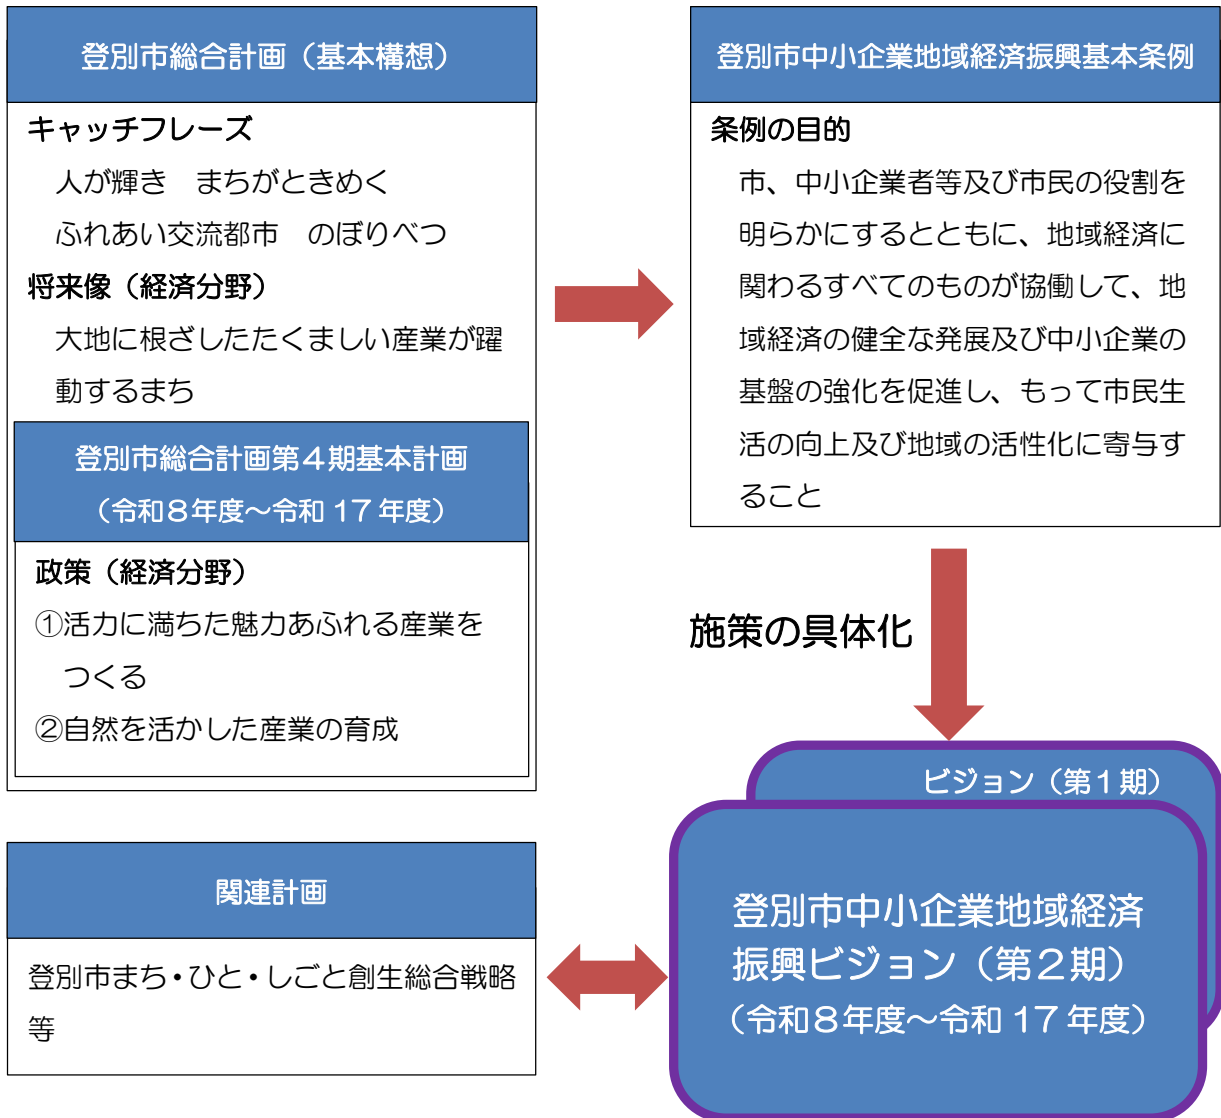 登別市総合計画（基本構想）
キャッチフレーズ
人が輝き　まちがときめく
ふれあい交流都市　のぼりべつ
将来像（経済分野）
大地に根ざしたたくましい産業が躍
動するまち
登別市総合計画第４期基本計画
（令和８年度～令和 17 年度）
政策（経済分野）
①活力に満ちた魅力あふれる産業を
つくる
②自然を活かした産業の育成
登別市中小企業地域経済振興基本条例
条例の目的
市、中小企業者等及び市民の役割を
明らかにするとともに、地域経済に
関わるすべてのものが協働して、地
域経済の健全な発展及び中小企業の
基盤の強化を促進し、もって市民生
活の向上及び地域の活性化に寄与す
ること
施策の具体化
ビジョン（第１期）
登別市中小企業地域経済
振興ビジョン（第２期）
（令和８年度～令和 17 年度）
関連計画
登別市まち・ひと・しごと創生総合戦略
等